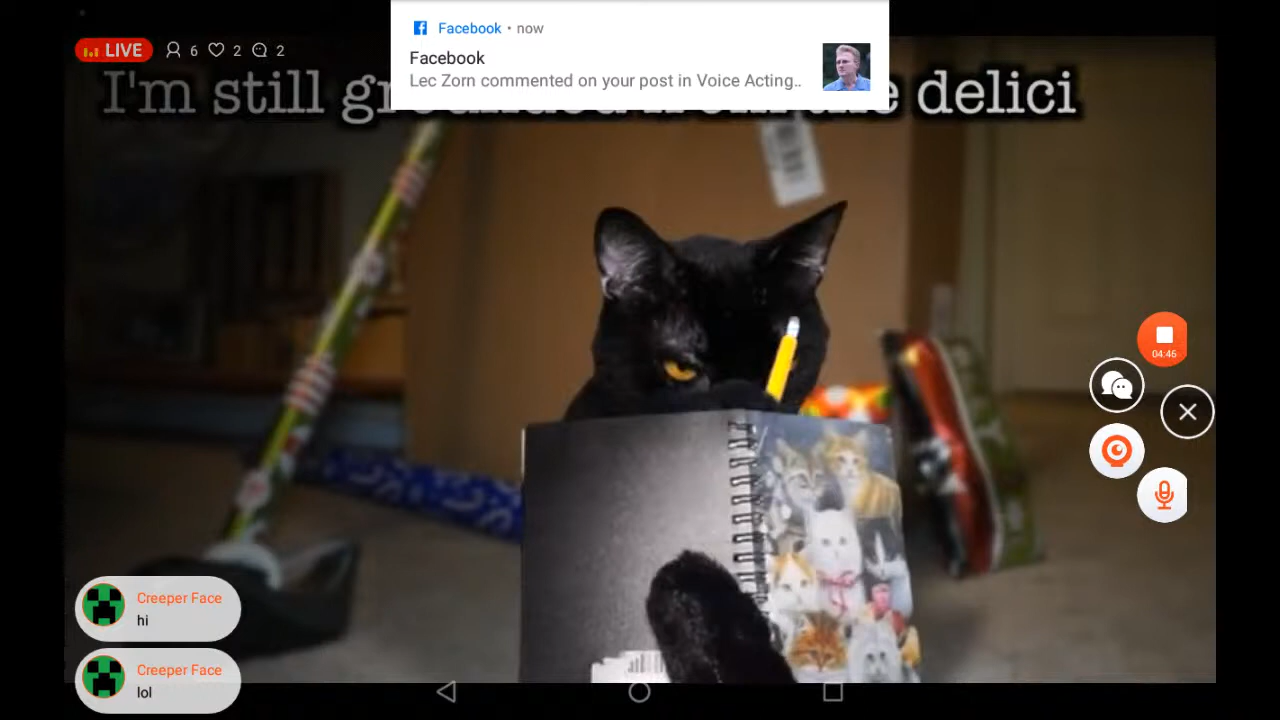 Facebook • now
Facebook
Lec Zorn commented on your post in Voice Acting..
LIVE 6 2 2
I'm still delici
04:46
Creeper Face
hi
Creeper Face
lol